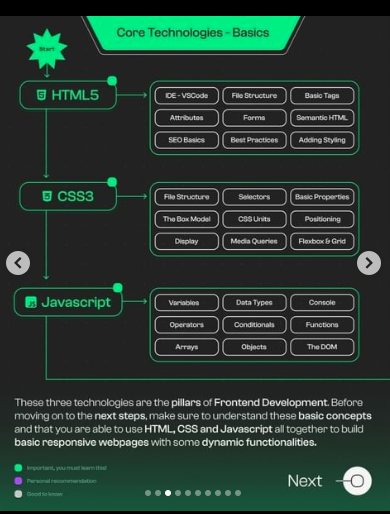 Core Technologies - Basics
Start
HTML5
IDE - VSCode
File Structure
Basic Tags
Attributes
Forms
Semantic HTML
SEO Basics
Best Practices
Adding Styling
CSS3
File Structure
Selectors
Basic Properties
The Box Model
CSS Units
Positioning
Display
Media Queries
Flexbox & Grid
JS
Javascript
Variables
Data Types
Console
Operators
Conditionals
Functions
Arrays
Objects
The DOM
These three technologies are the pillars of Frontend Development. Before
moving on to the next steps, make sure to understand these basic concepts
and that you are able to use HTML, CSS and Javascript all together to build
basic responsive webpages with some dynamic functionalities.
Important, you must learn this!
Personal recommendation
Good to know
Next